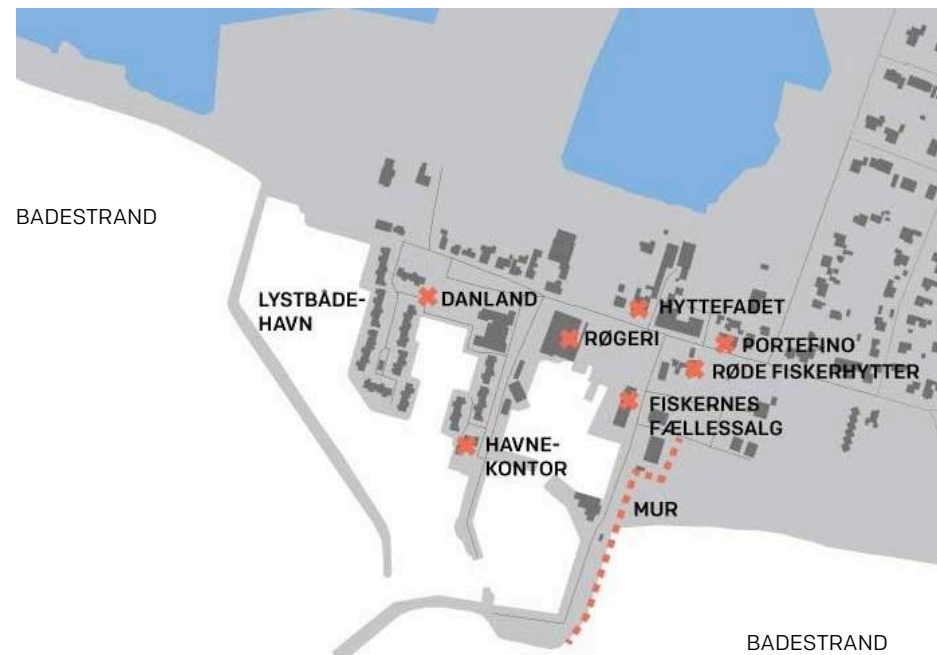 BADESTRAND
LYSTBÅDE-
HAVN
DANLAND
HYTTEFADET
RØGERI
PORTEFINO
RØDE FISKERHYTTER
FISKERNES
FÆLLESSALG
HAVNE-
KONTOR
MUR
BADESTRAND